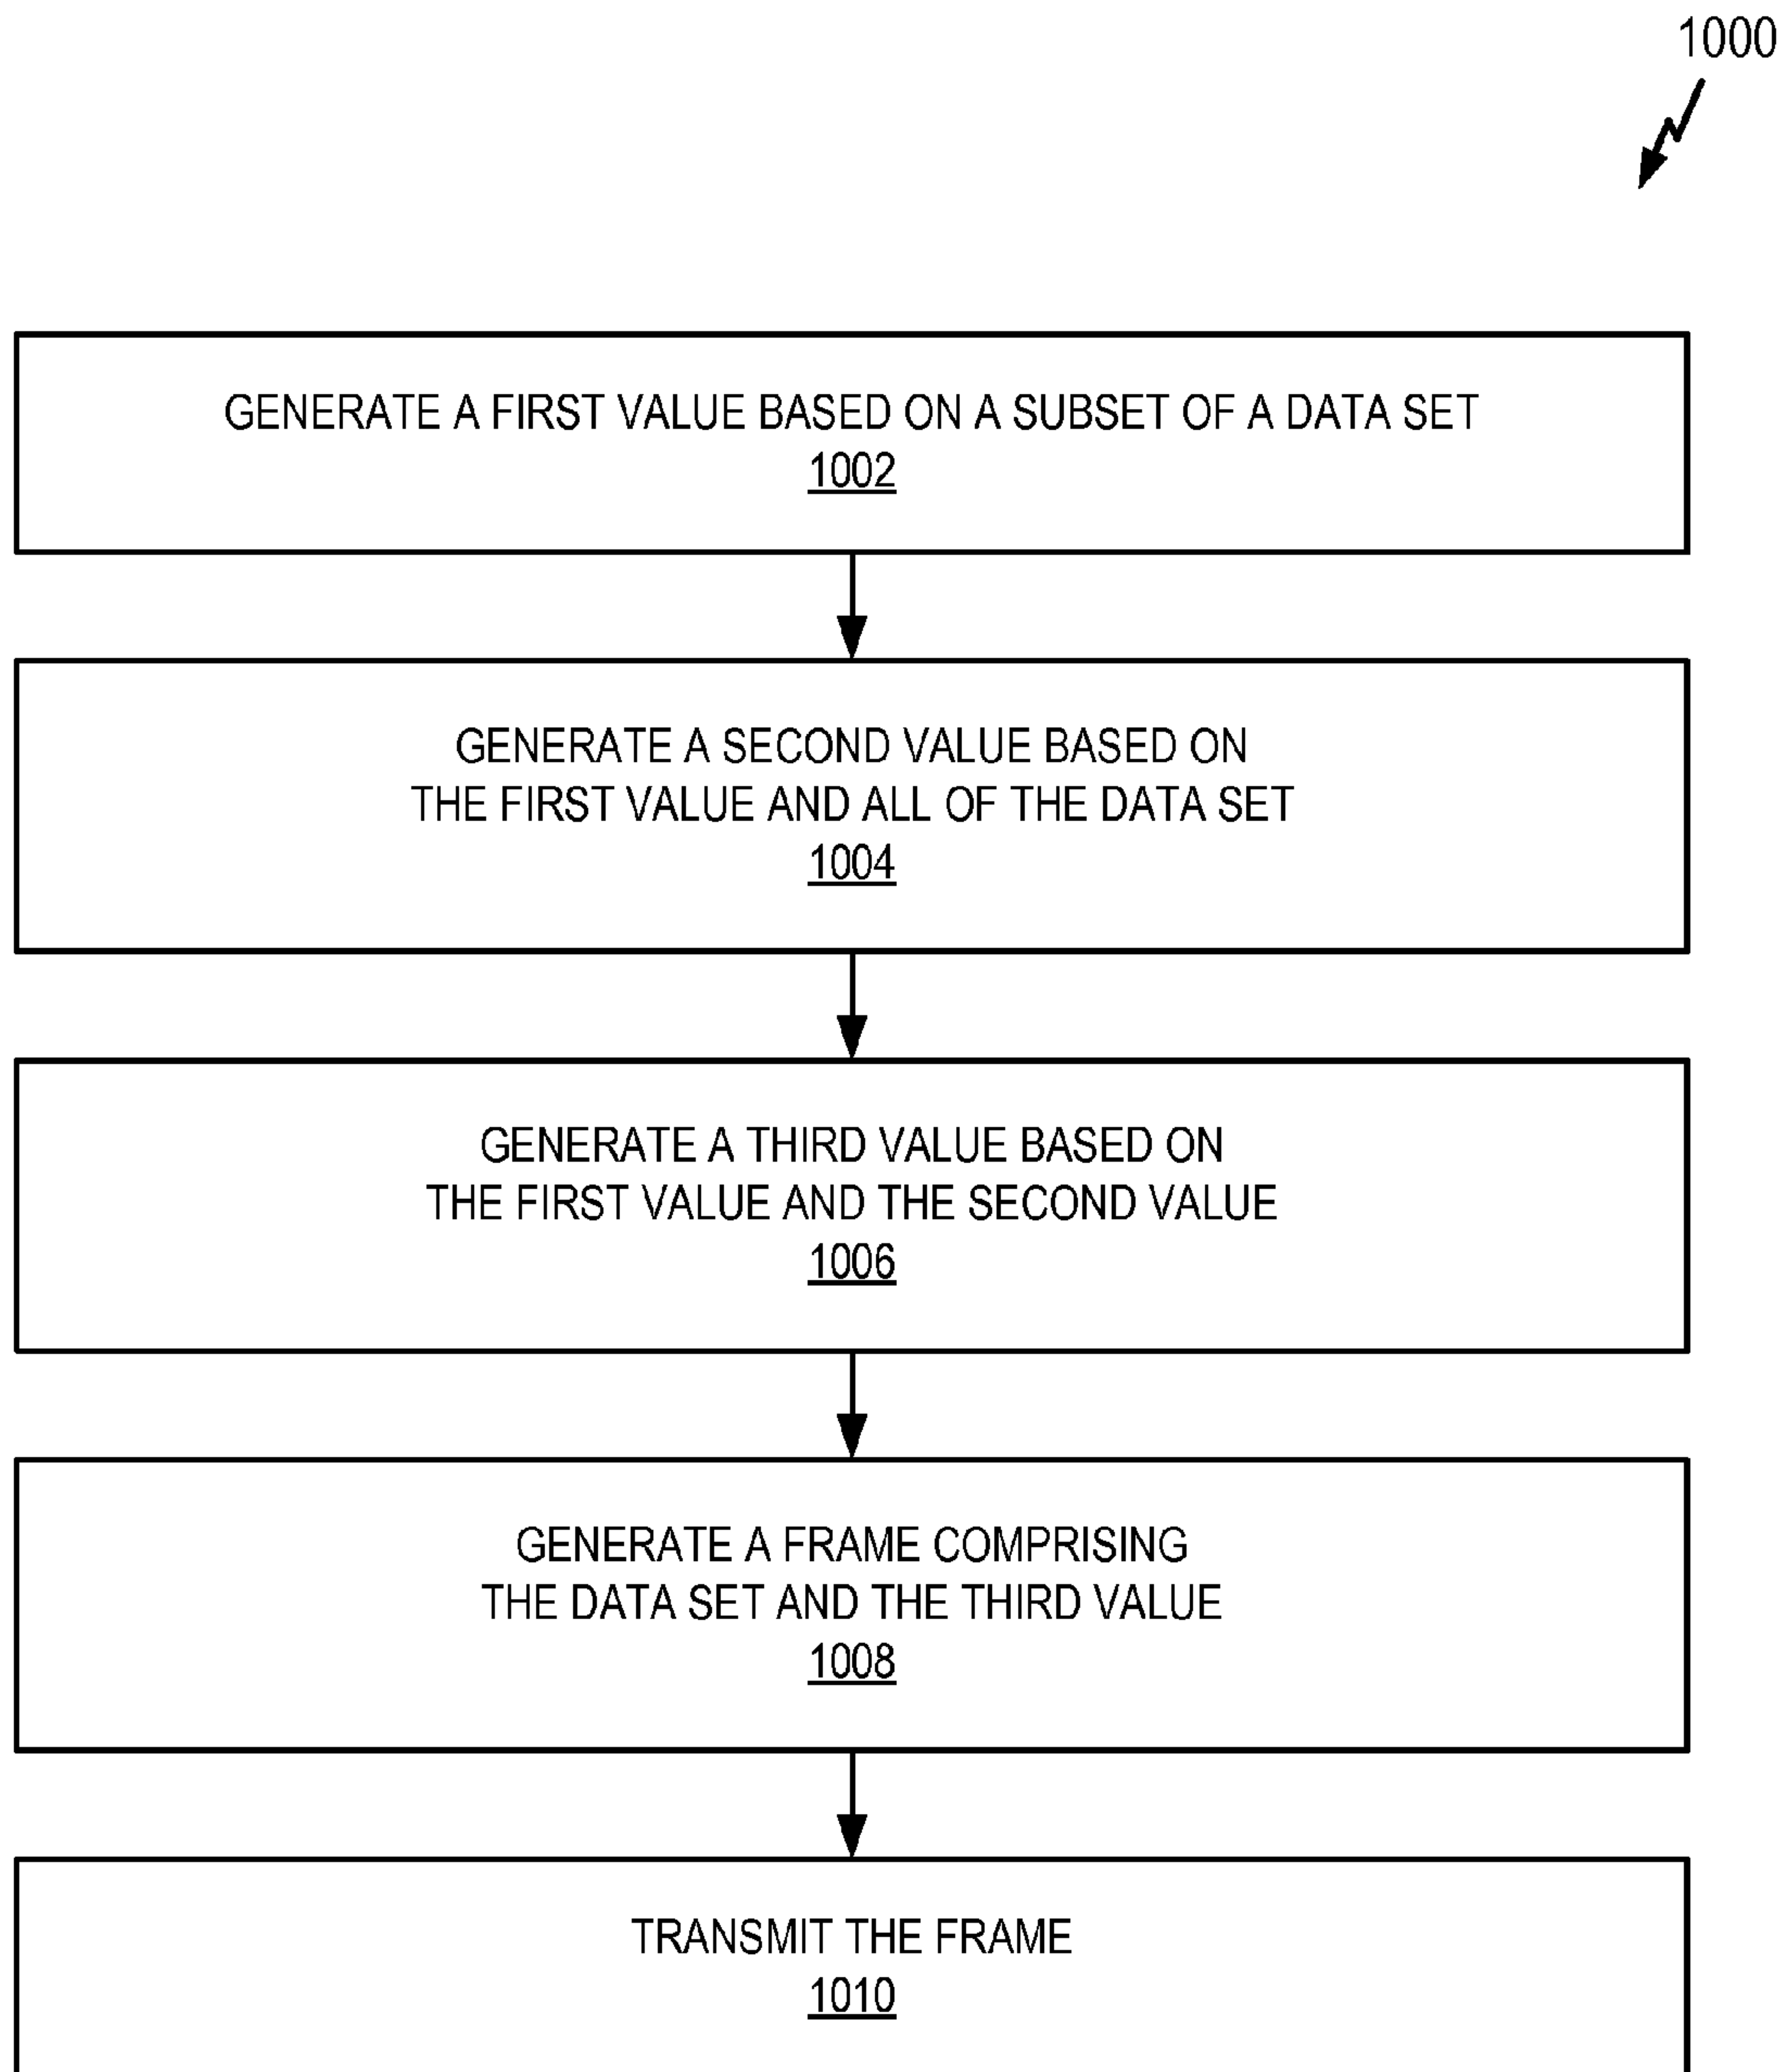 1000
GENERATE A FIRST VALUE BASED ON A SUBSET OF A DATA SET
1002
GENERATE A SECOND VALUE BASED ON
THE FIRST VALUE AND ALL OF THE DATA SET
1004
GENERATE A THIRD VALUE BASED ON
THE FIRST VALUE AND THE SECOND VALUE
1006
GENERATE A FRAME COMPRISING
THE DATA SET AND THE THIRD VALUE
1008
TRANSMIT THE FRAME
1010